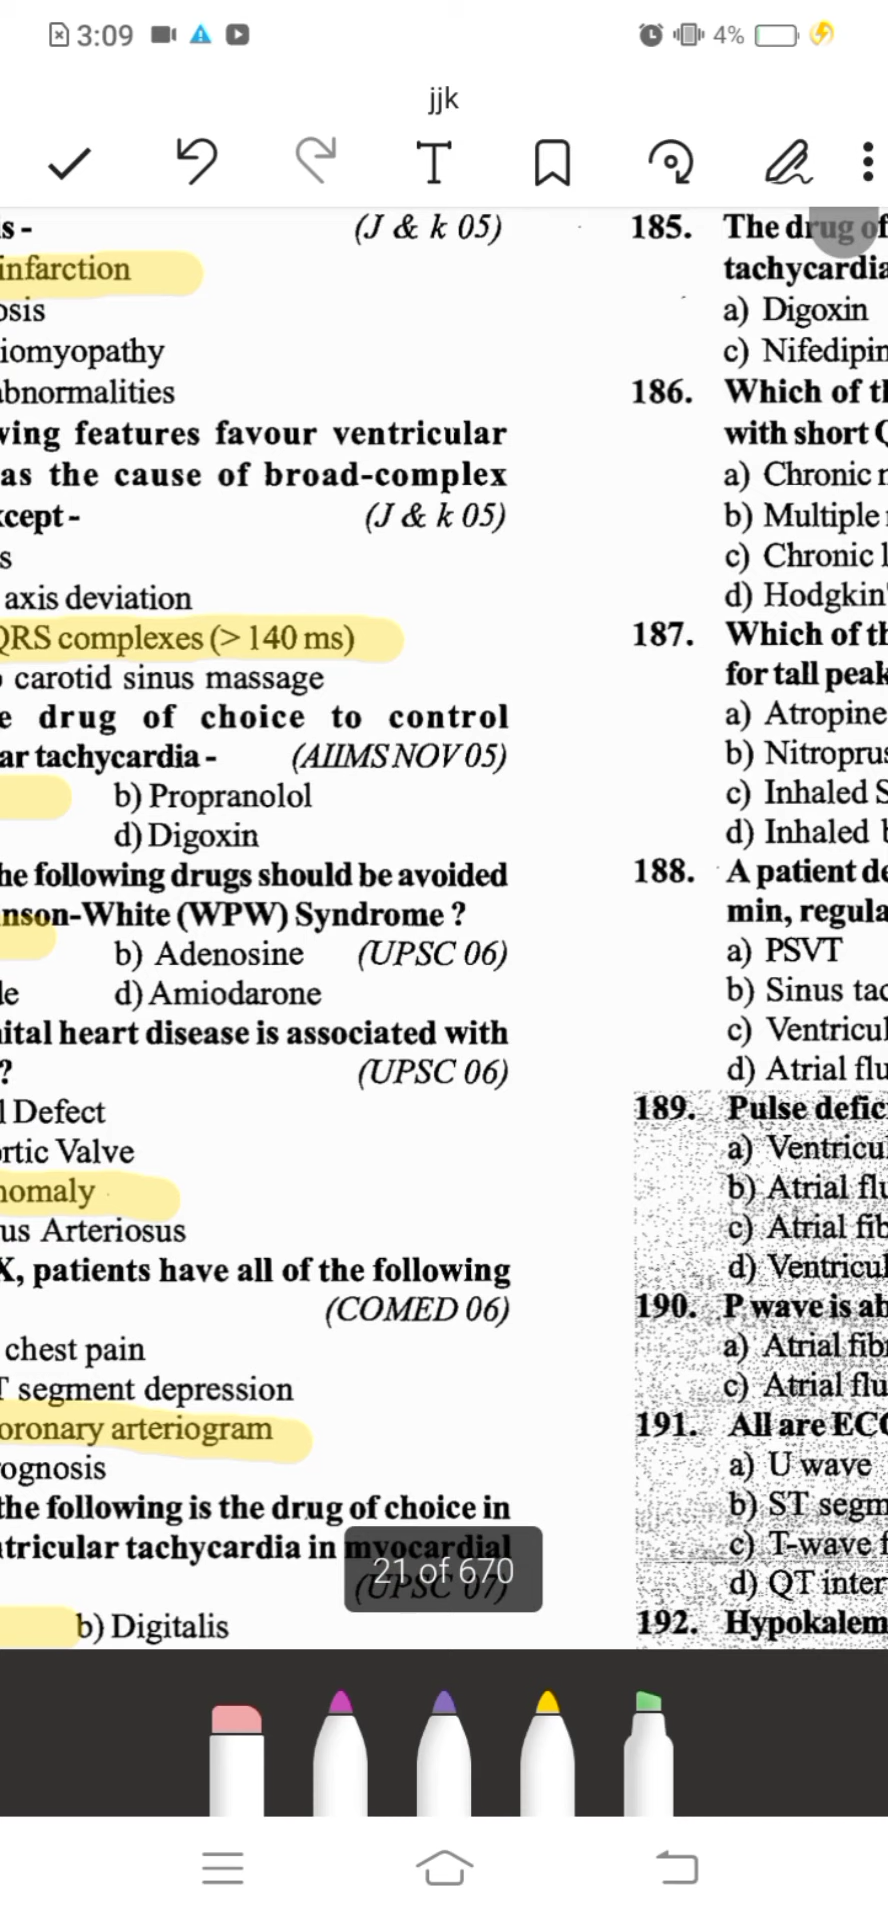 3:09
4%
jjk
T
s -
(J & k 05)
infarction
osis
iomyopathy
abnormalities
ving features favour ventricular
as the cause of broad-complex
xcept -
(J & k 05)
s
axis deviation
QRS complexes (> 140 ms)
carotid sinus massage
e drug of choice to control
ar tachycardia -
(AIIMS NOV 05)
b) Propranolol
d) Digoxin
he following drugs should be avoided
nson-White (WPW) Syndrome ?
b) Adenosine
(UPSC 06)
le
d) Amiodarone
nital heart disease is associated with
?
(UPSC 06)
l Defect
ortic Valve
nomaly
us Arteriosus
X, patients have all of the following
(COMED 06)
chest pain
T segment depression
oronary arteriogram
rognosis
the following is the drug of choice in
tricular tachycardia in myocardial
(UPSC 07)
21 of 670
b) Digitalis
185. The drug of
tachycardia
a) Digoxin
c) Nifedipin
186. Which of th
with short Q
a) Chronic r
b) Multiple
c) Chronic l
d) Hodgkin'
187. Which of th
for tall peak
a) Atropine
b) Nitroprus
c) Inhaled S
d) Inhaled b
188. A patient de
min, regula
a) PSVT
b) Sinus tac
c) Ventricul
d) Atrial flu
189. Pulse defic
a) Ventricu
b) Atrial flu
c) Atrial fib
d) Ventricul
190. P wave is ab
a) Atrial fib
c) Atrial flu
191. All are ECG
a) U wave
b) ST segm
c) T-wave f
d) QT inter
192. Hypokalem